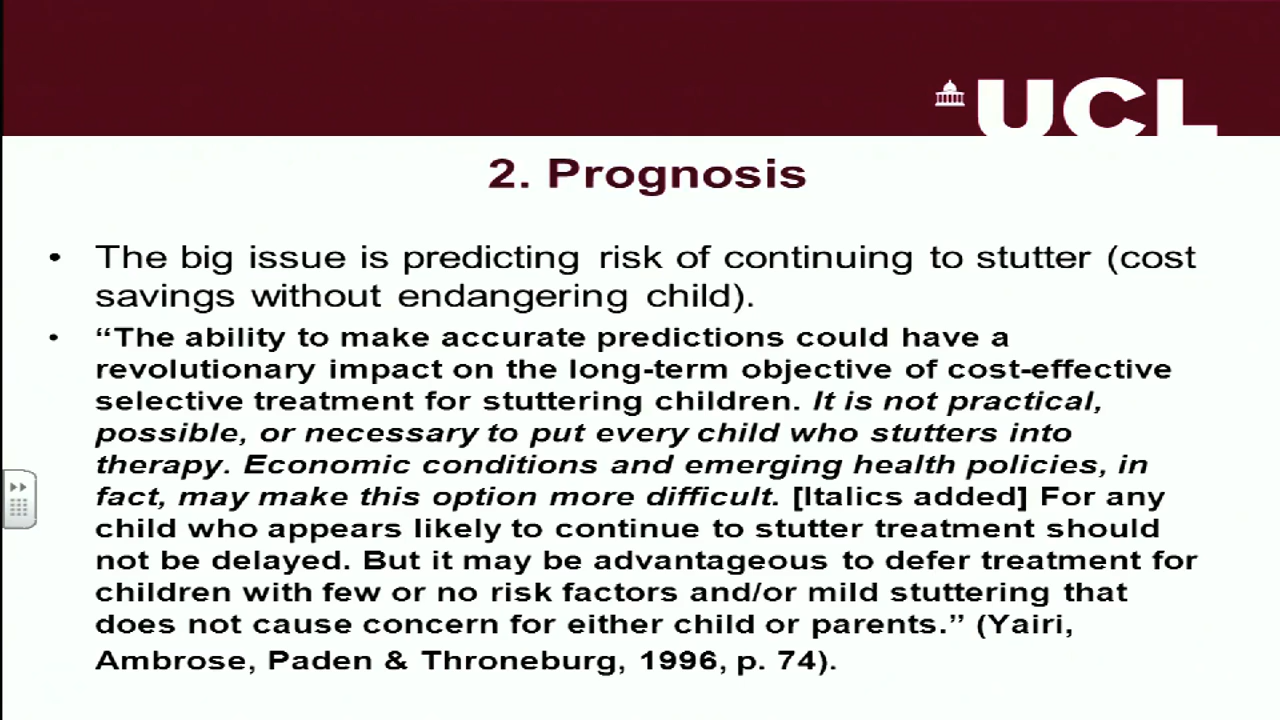 UCL
2. Prognosis
• The big issue is predicting risk of continuing to stutter (cost
savings without endangering child).
• “The ability to make accurate predictions could have a
revolutionary impact on the long-term objective of cost-effective
selective treatment for stuttering children. It is not practical,
possible, or necessary to put every child who stutters into
therapy. Economic conditions and emerging health policies, in
fact, may make this option more difficult. [Italics added] For any
child who appears likely to continue to stutter treatment should
not be delayed. But it may be advantageous to defer treatment for
children with few or no risk factors and/or mild stuttering that
does not cause concern for either child or parents.” (Yairi,
Ambrose, Paden & Throneburg, 1996, p. 74).